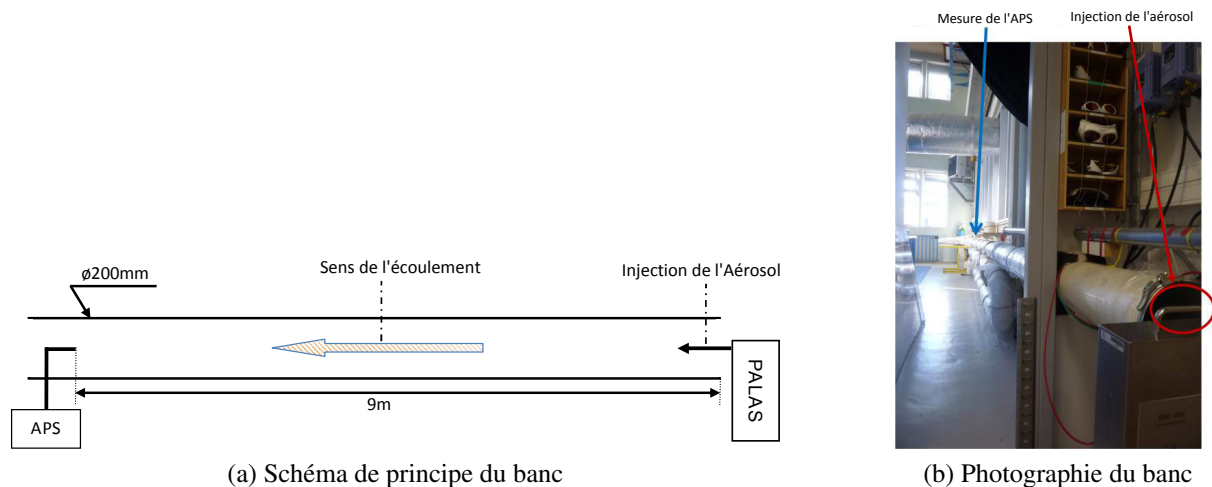 Mesure de l'APS
Injection de l'aérosol
ø200mm
Sens de l'écoulement
Injection de l'Aérosol
PALAS
9m
APS
(a) Schéma de principe du banc
(b) Photographie du banc